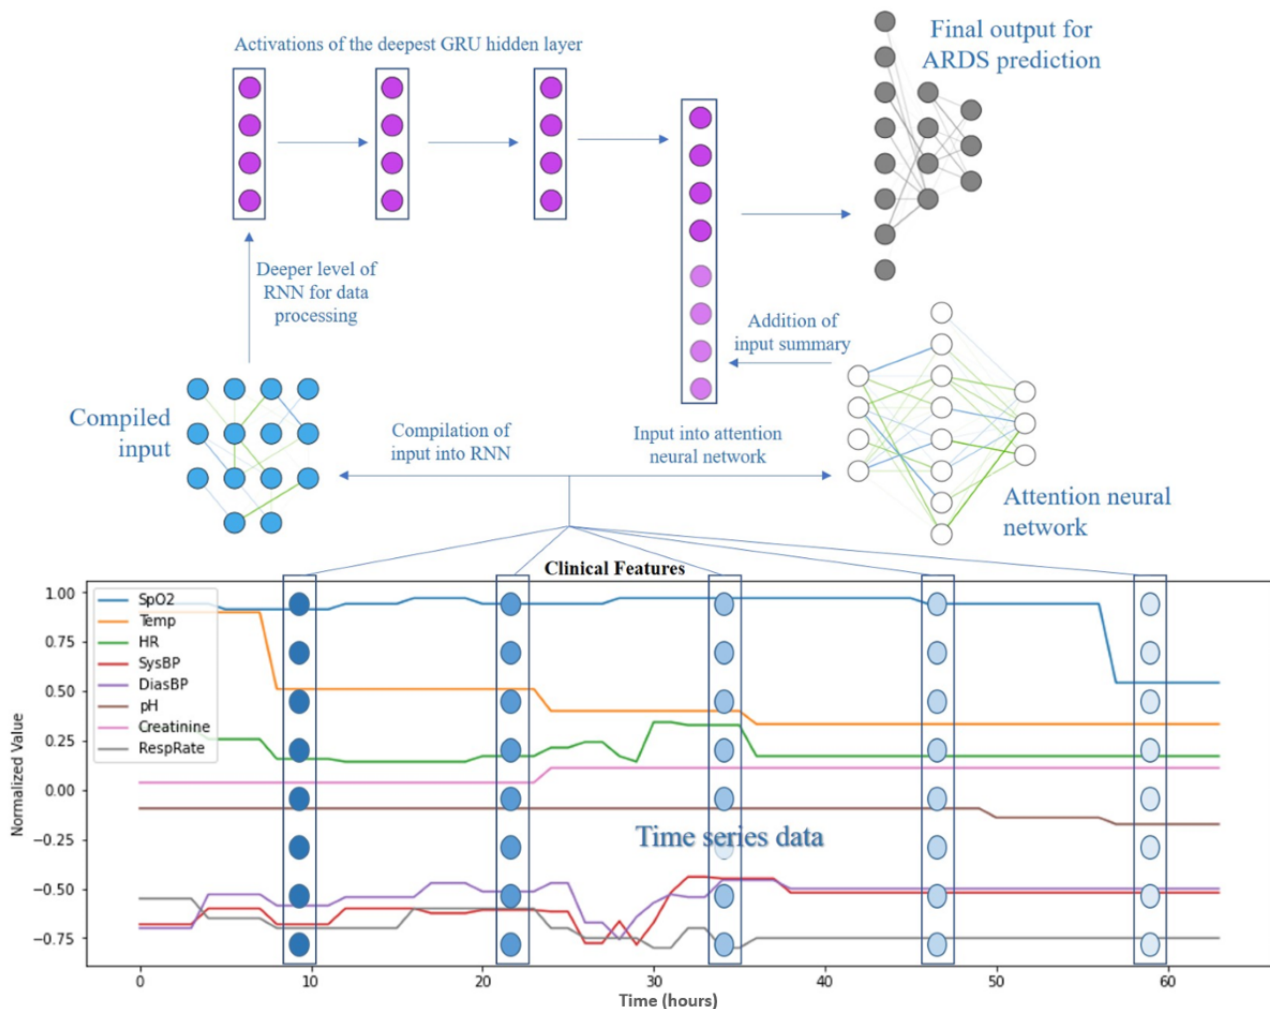 Activations of the deepest GRU hidden layer
Final output for
ARDS prediction
Deeper level of
RNN for data
processing
Addition of
input summary
Compiled
input
Compilation of
input into RNN
Input into attention
neural network
Attention neural
network
Clinical Features
1.00
0.75
0.50
0.25
0.00
−0.25
−0.50
−0.75
Normalized Value
SpO2
Temp
HR
SysBP
DiasBP
pH
Creatinine
RespRate
Time series data
0
10
20
30
40
50
60
Time (hours)